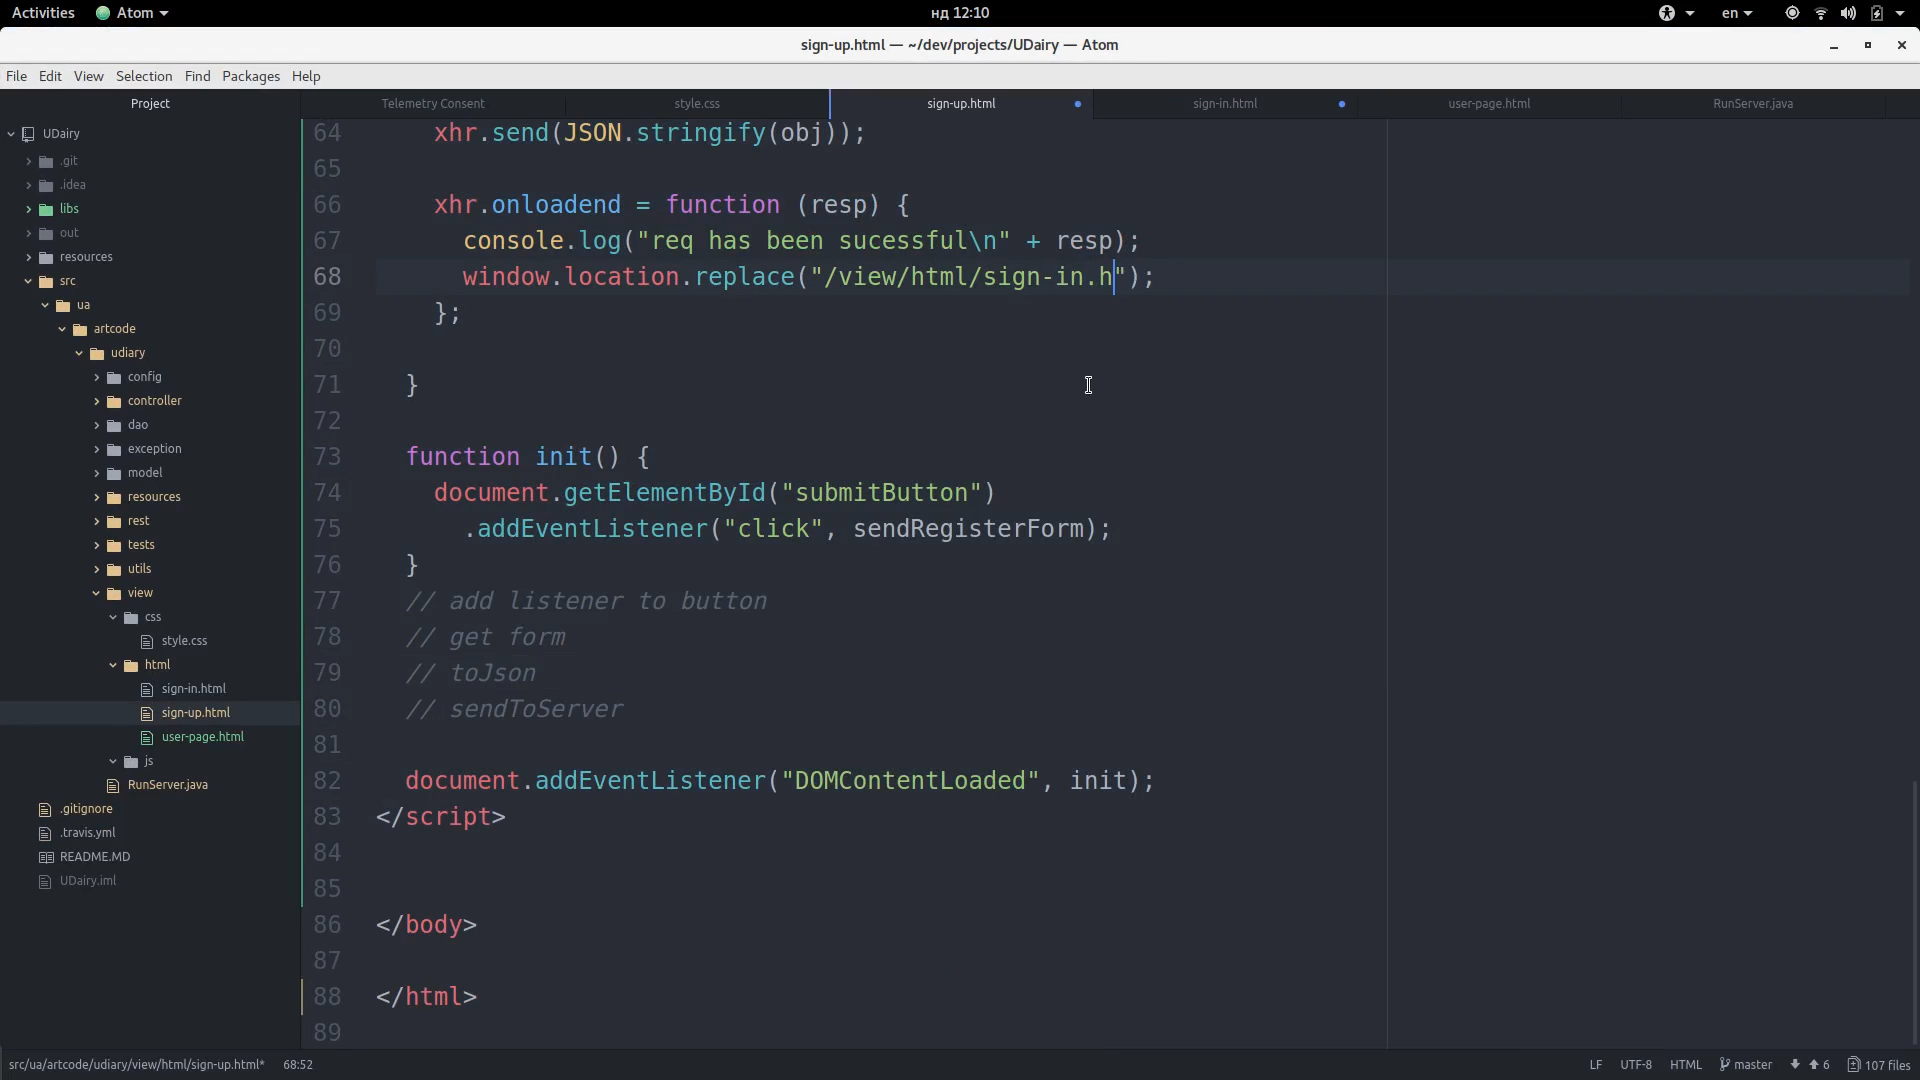 Activities Atom нд 12:10 en
sign-up.html — ~/dev/projects/UDairy — Atom
File Edit View Selection Find Packages Help
Project Telemetry Consent style.css sign-up.html sign-in.html user-page.html RunServer.java
UDairy
.git
.idea
libs
out
resources
src
ua
artcode
udiary
config
controller
dao
exception
model
resources
rest
tests
utils
view
css
style.css
html
sign-in.html
sign-up.html
user-page.html
js
RunServer.java
.gitignore
.travis.yml
README.MD
UDairy.iml
64 xhr.send(JSON.stringify(obj));
65
66 xhr.onloadend = function (resp) {
67 console.log("req has been sucessful\n" + resp);
68 window.location.replace("/view/html/sign-in.h");
69 };
70
71 }
72
73 function init() {
74 document.getElementById("submitButton")
75 .addEventListener("click", sendRegisterForm);
76 }
77 // add listener to button
78 // get form
79 // toJson
80 // sendToServer
81
82 document.addEventListener("DOMContentLoaded", init);
83 </script>
84
85
86 </body>
87
88 </html>
89
src/ua/artcode/udiary/view/html/sign-up.html* 68:52 LF UTF-8 HTML master 6 107 files